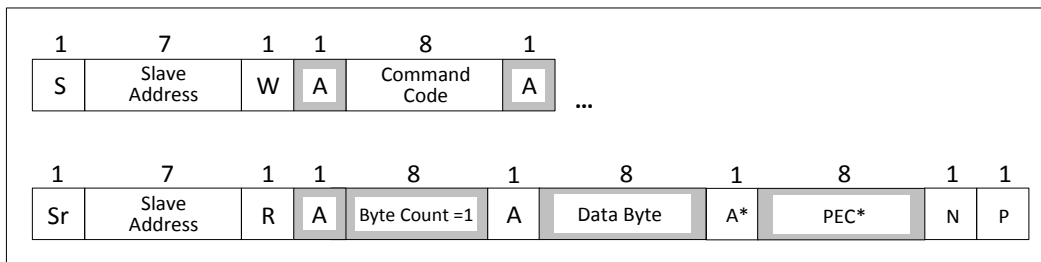 1 7 1 1 8 1
S Slave Address W A Command Code A ...
1 7 1 1 8 1 8 1 8 1 1
Sr Slave Address R A Byte Count =1 A Data Byte A* PEC* N P